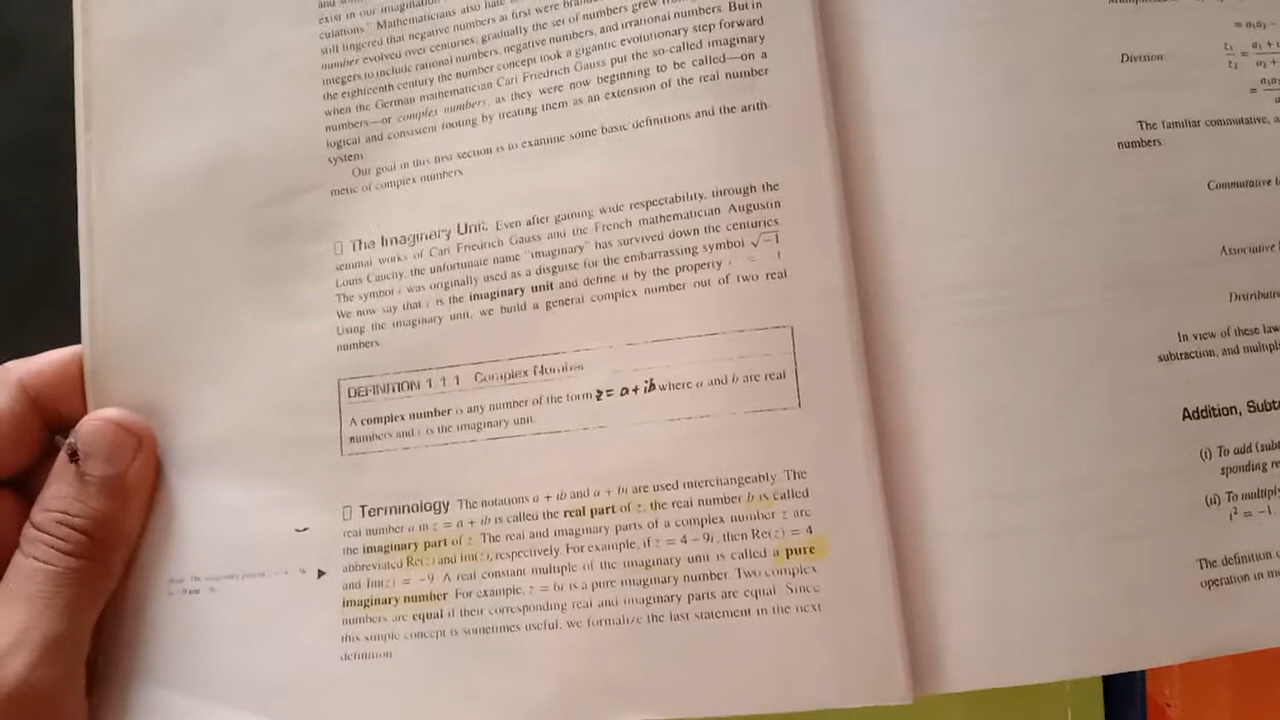 exist in our imagination
culations." Mathematicians also
still lingered that negative numbers at first were
number evolved over centuries; gradually the set of numbers grew from
integers to include rational numbers, negative numbers, and irrational numbers. But in
the eighteenth century the number concept took a gigantic evolutionary step forward
when the German mathematician Carl Friedrich Gauss put the so-called imaginary
numbers—or complex numbers, as they were now beginning to be called—on a
logical and consistent footing by treating them as an extension of the real number
system.
Our goal in this first section is to examine some basic definitions and the arith-
metic of complex numbers.
The Imaginary Unit Even after gaining wide respectability, through the
seminal works of Carl Friedrich Gauss and the French mathematician Augustin
Louis Cauchy, the unfortunate name "imaginary" has survived down the centuries.
The symbol i was originally used as a disguise for the embarrassing symbol √−1
We now say that i is the imaginary unit and define it by the property
Using the imaginary unit, we build a general complex number out of two real
numbers.
DEFINITION 1.1.1 Complex Number
A complex number is any number of the form z = a + ib where a and b are real
numbers and i is the imaginary unit.
Terminology The notations a + ib and a + bi are used interchangeably. The
real number a in z = a + ib is called the real part of z; the real number b is called
the imaginary part of z. The real and imaginary parts of a complex number z are
abbreviated Re(z) and Im(z), respectively. For example, if z = 4 − 9i, then Re(z) = 4
and Im(z) = −9. A real constant multiple of the imaginary unit is called a pure
imaginary number. For example, z = 6i is a pure imaginary number. Two complex
numbers are equal if their corresponding real and imaginary parts are equal. Since
this simple concept is sometimes useful, we formalize the last statement in the next
definition.
Note: The imaginary part of
= a₁a₂ −
Division:
z₁/z₂ =
The familiar commutative, a
numbers:
Commutative l
Associative l
Distributi
In view of these law
subtraction, and multipl
Addition, Subt
(i) To add (subt
sponding re
(ii) To multiply
i² = −1.
The definition o
operation in m